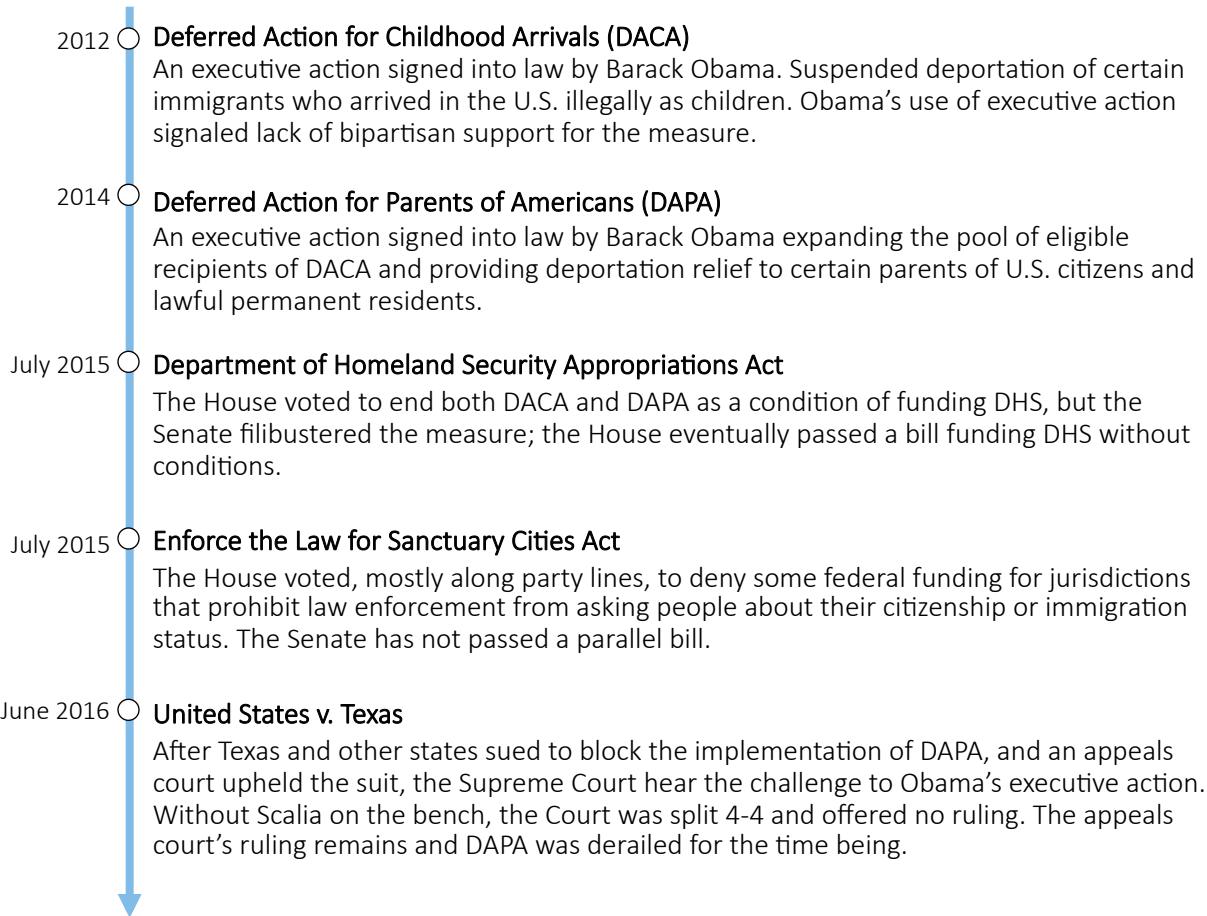 2012
Deferred Action for Childhood Arrivals (DACA)
An executive action signed into law by Barack Obama. Suspended deportation of certain
immigrants who arrived in the U.S. illegally as children. Obama’s use of executive action
signaled lack of bipartisan support for the measure.
2014
Deferred Action for Parents of Americans (DAPA)
An executive action signed into law by Barack Obama expanding the pool of eligible
recipients of DACA and providing deportation relief to certain parents of U.S. citizens and
lawful permanent residents.
July 2015
Department of Homeland Security Appropriations Act
The House voted to end both DACA and DAPA as a condition of funding DHS, but the
Senate filibustered the measure; the House eventually passed a bill funding DHS without
conditions.
July 2015
Enforce the Law for Sanctuary Cities Act
The House voted, mostly along party lines, to deny some federal funding for jurisdictions
that prohibit law enforcement from asking people about their citizenship or immigration
status. The Senate has not passed a parallel bill.
June 2016
United States v. Texas
After Texas and other states sued to block the implementation of DAPA, and an appeals
court upheld the suit, the Supreme Court hear the challenge to Obama’s executive action.
Without Scalia on the bench, the Court was split 4-4 and offered no ruling. The appeals
court’s ruling remains and DAPA was derailed for the time being.